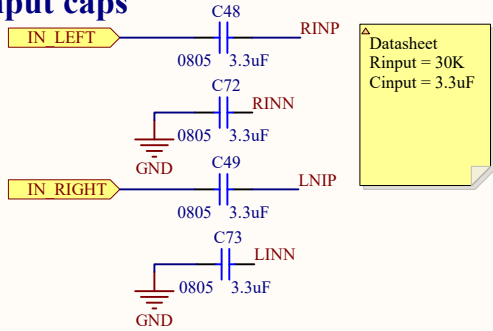 put caps
C48
IN_LEFT
RINP
0805 3.3uF
C72
RINN
0805 3.3uF
GND
C49
IN_RIGHT
LNIP
0805 3.3uF
C73
LINN
0805 3.3uF
GND
Datasheet
Rinput = 30K
Cinput = 3.3uF